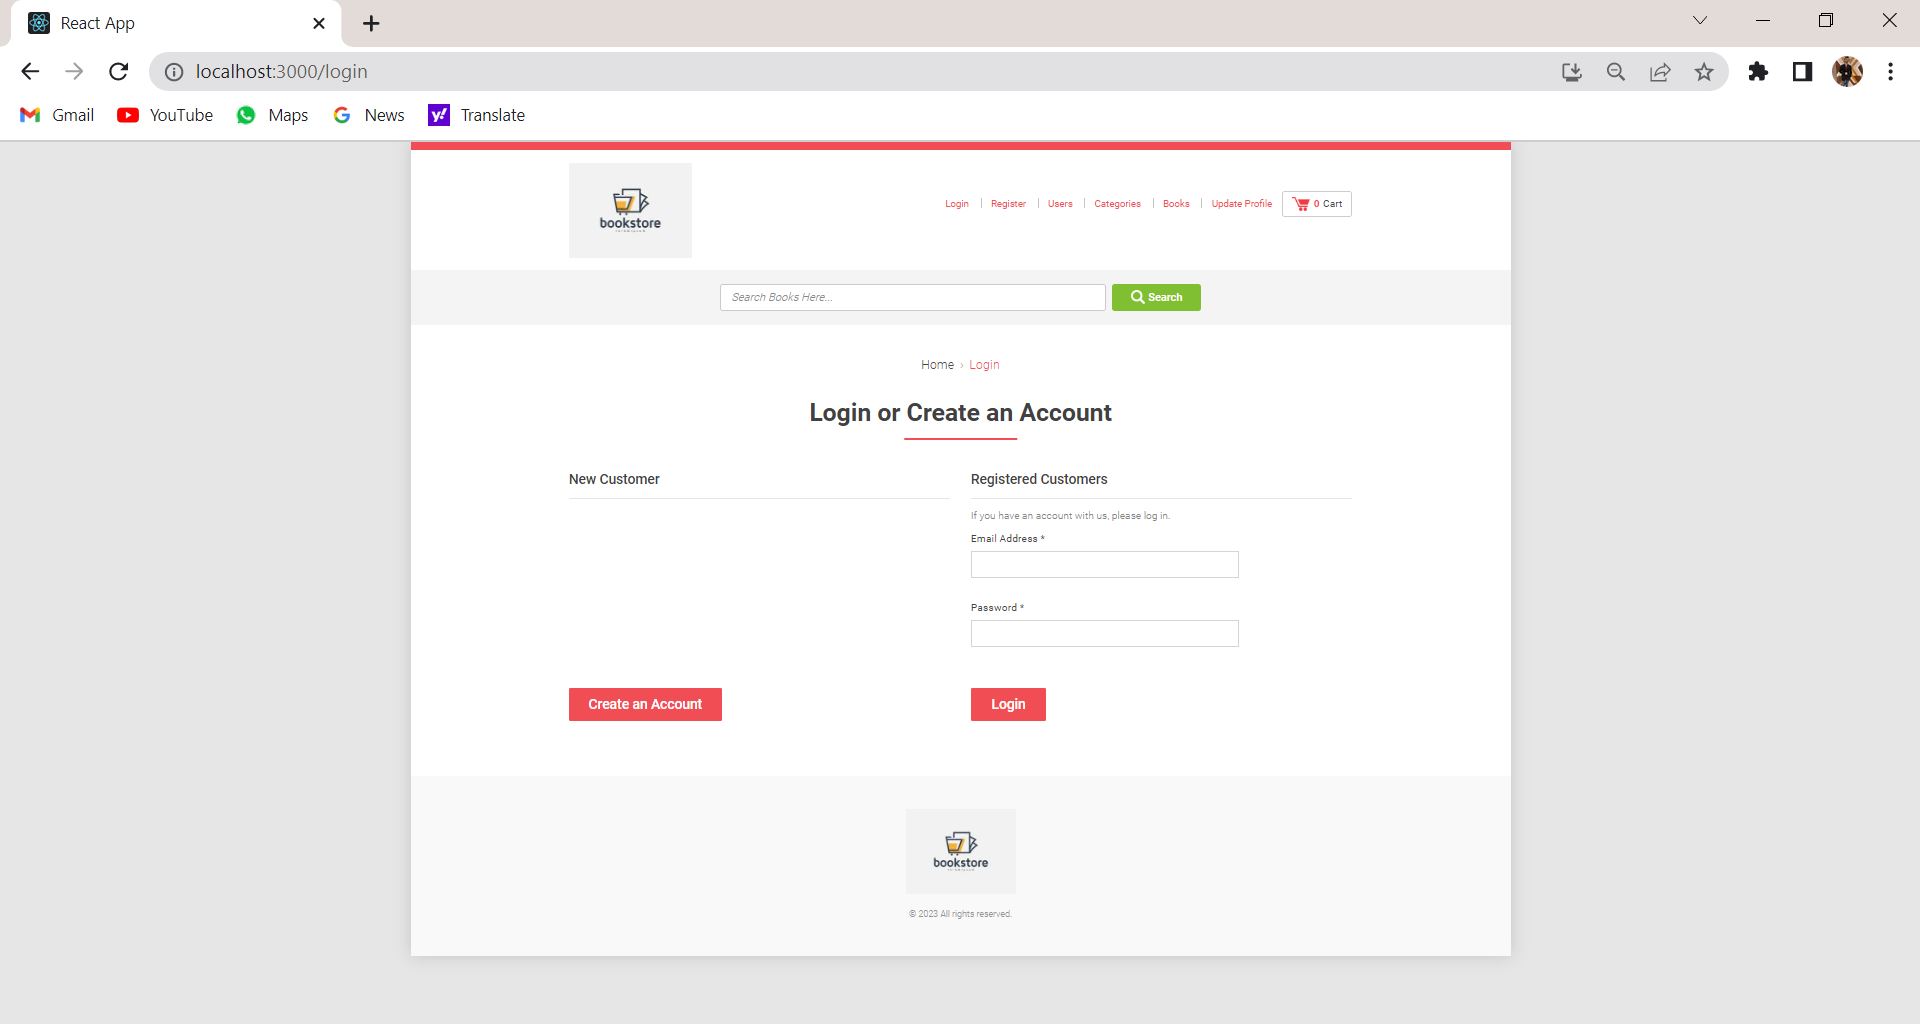 React App
localhost:3000/login
Gmail YouTube Maps News Translate
bookstore
Login Register Users Categories Books Update Profile 0 Cart
Search Books Here... Search
Home › Login
Login or Create an Account
New Customer
Registered Customers
If you have an account with us, please log in.
Email Address *
Password *
Create an Account
Login
bookstore
© 2023 All rights reserved.